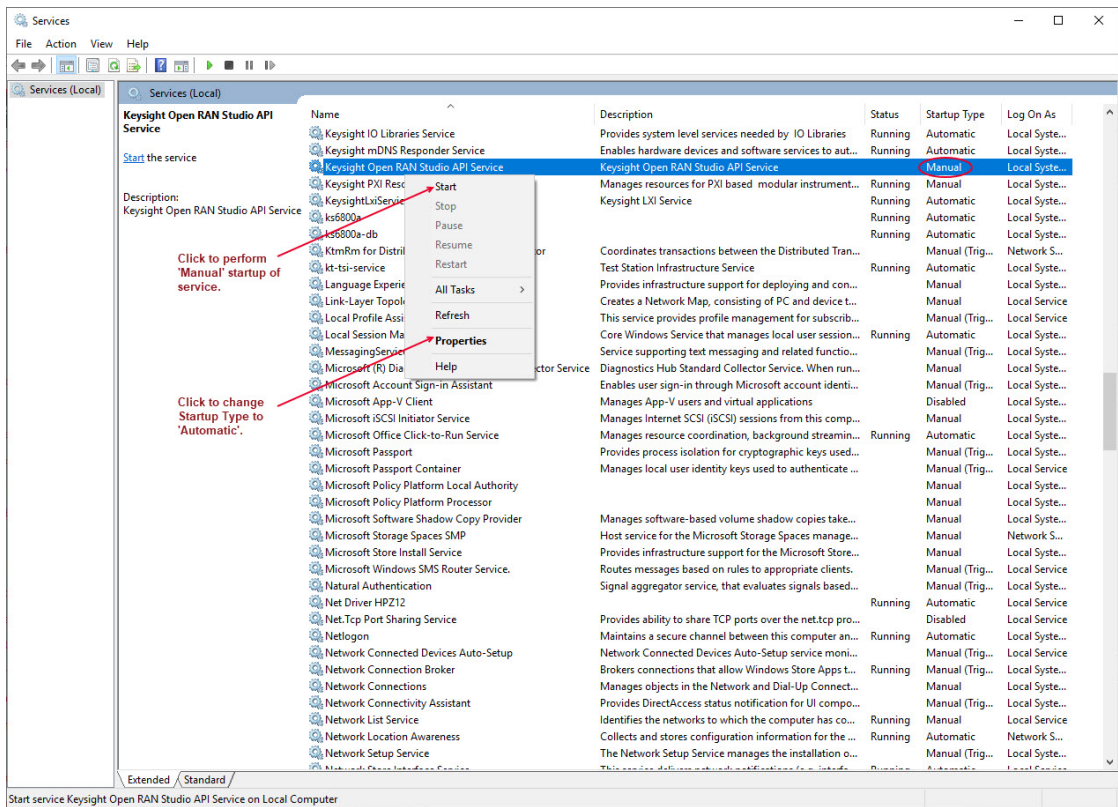 Services
File Action View Help
Services (Local)
Services (Local)
Keysight Open RAN Studio API
Service
Start the service
Description:
Keysight Open RAN Studio API Service
Click to perform
'Manual' startup of
service.
Click to change
Startup Type to
'Automatic'.
Name Description Status Startup Type Log On As
Keysight IO Libraries Service Provides system level services needed by IO Libraries Running Automatic Local Syste...
Keysight mDNS Responder Service Enables hardware devices and software services to aut... Running Automatic Local Syste...
Keysight Open RAN Studio API Service Keysight Open RAN Studio API Service Manual Local Syste...
Keysight PXI Resc Manages resources for PXI based modular instrument... Running Manual Local Syste...
KeysightLxiService Keysight LXI Service Running Automatic Local Syste...
ks6800a Running Automatic Local Syste...
ks6800a-db Running Automatic Local Syste...
KtmRm for Distril or Coordinates transactions between the Distributed Tran... Manual (Trig... Network S...
kt-tsi-service Test Station Infrastructure Service Running Automatic Local Syste...
Language Experie Provides infrastructure support for deploying and con... Manual Local Syste...
Link-Layer Topol Creates a Network Map, consisting of PC and device t... Manual Local Service
Local Profile Assi This service provides profile management for subscrib... Manual (Trig... Local Service
Local Session Ma Core Windows Service that manages local user session... Running Automatic Local Syste...
MessagingService Service supporting text messaging and related functio... Manual (Trig... Local Syste...
Microsoft (R) Dia ctor Service Diagnostics Hub Standard Collector Service. When run... Manual Local Syste...
Microsoft Account Sign-in Assistant Enables user sign-in through Microsoft account identi... Manual (Trig... Local Syste...
Microsoft App-V Client Manages App-V users and virtual applications Disabled Local Syste...
Microsoft iSCSI Initiator Service Manages Internet SCSI (iSCSI) sessions from this comp... Manual Local Syste...
Microsoft Office Click-to-Run Service Manages resource coordination, background streamin... Running Automatic Local Syste...
Microsoft Passport Provides process isolation for cryptographic keys used... Manual (Trig... Local Syste...
Microsoft Passport Container Manages local user identity keys used to authenticate ... Manual (Trig... Local Service
Microsoft Policy Platform Local Authority Manual Local Syste...
Microsoft Policy Platform Processor Manual Local Syste...
Microsoft Software Shadow Copy Provider Manages software-based volume shadow copies take... Manual Local Syste...
Microsoft Storage Spaces SMP Host service for the Microsoft Storage Spaces manage... Manual Network S...
Microsoft Store Install Service Provides infrastructure support for the Microsoft Store... Manual Local Syste...
Microsoft Windows SMS Router Service. Routes messages based on rules to appropriate clients. Manual (Trig... Local Syste...
Natural Authentication Signal aggregator service, that evaluates signals based... Manual (Trig... Local Syste...
Net Driver HPZ12 Running Automatic Local Service
Net.Tcp Port Sharing Service Provides ability to share TCP ports over the net.tcp pro... Disabled Local Service
Netlogon Maintains a secure channel between this computer an... Running Automatic Local Syste...
Network Connected Devices Auto-Setup Network Connected Devices Auto-Setup service moni... Manual (Trig... Local Service
Network Connection Broker Brokers connections that allow Windows Store Apps t... Running Manual (Trig... Local Syste...
Network Connections Manages objects in the Network and Dial-Up Connect... Manual Local Syste...
Network Connectivity Assistant Provides DirectAccess status notification for UI compo... Manual (Trig... Local Syste...
Network List Service Identifies the networks to which the computer has co... Running Manual Local Service
Network Location Awareness Collects and stores configuration information for the ... Running Automatic Network S...
Network Setup Service The Network Setup Service manages the installation o... Manual (Trig... Local Syste...
Start
Stop
Pause
Resume
Restart
All Tasks
Refresh
Properties
Help
Extended Standard
Start service Keysight Open RAN Studio API Service on Local Computer